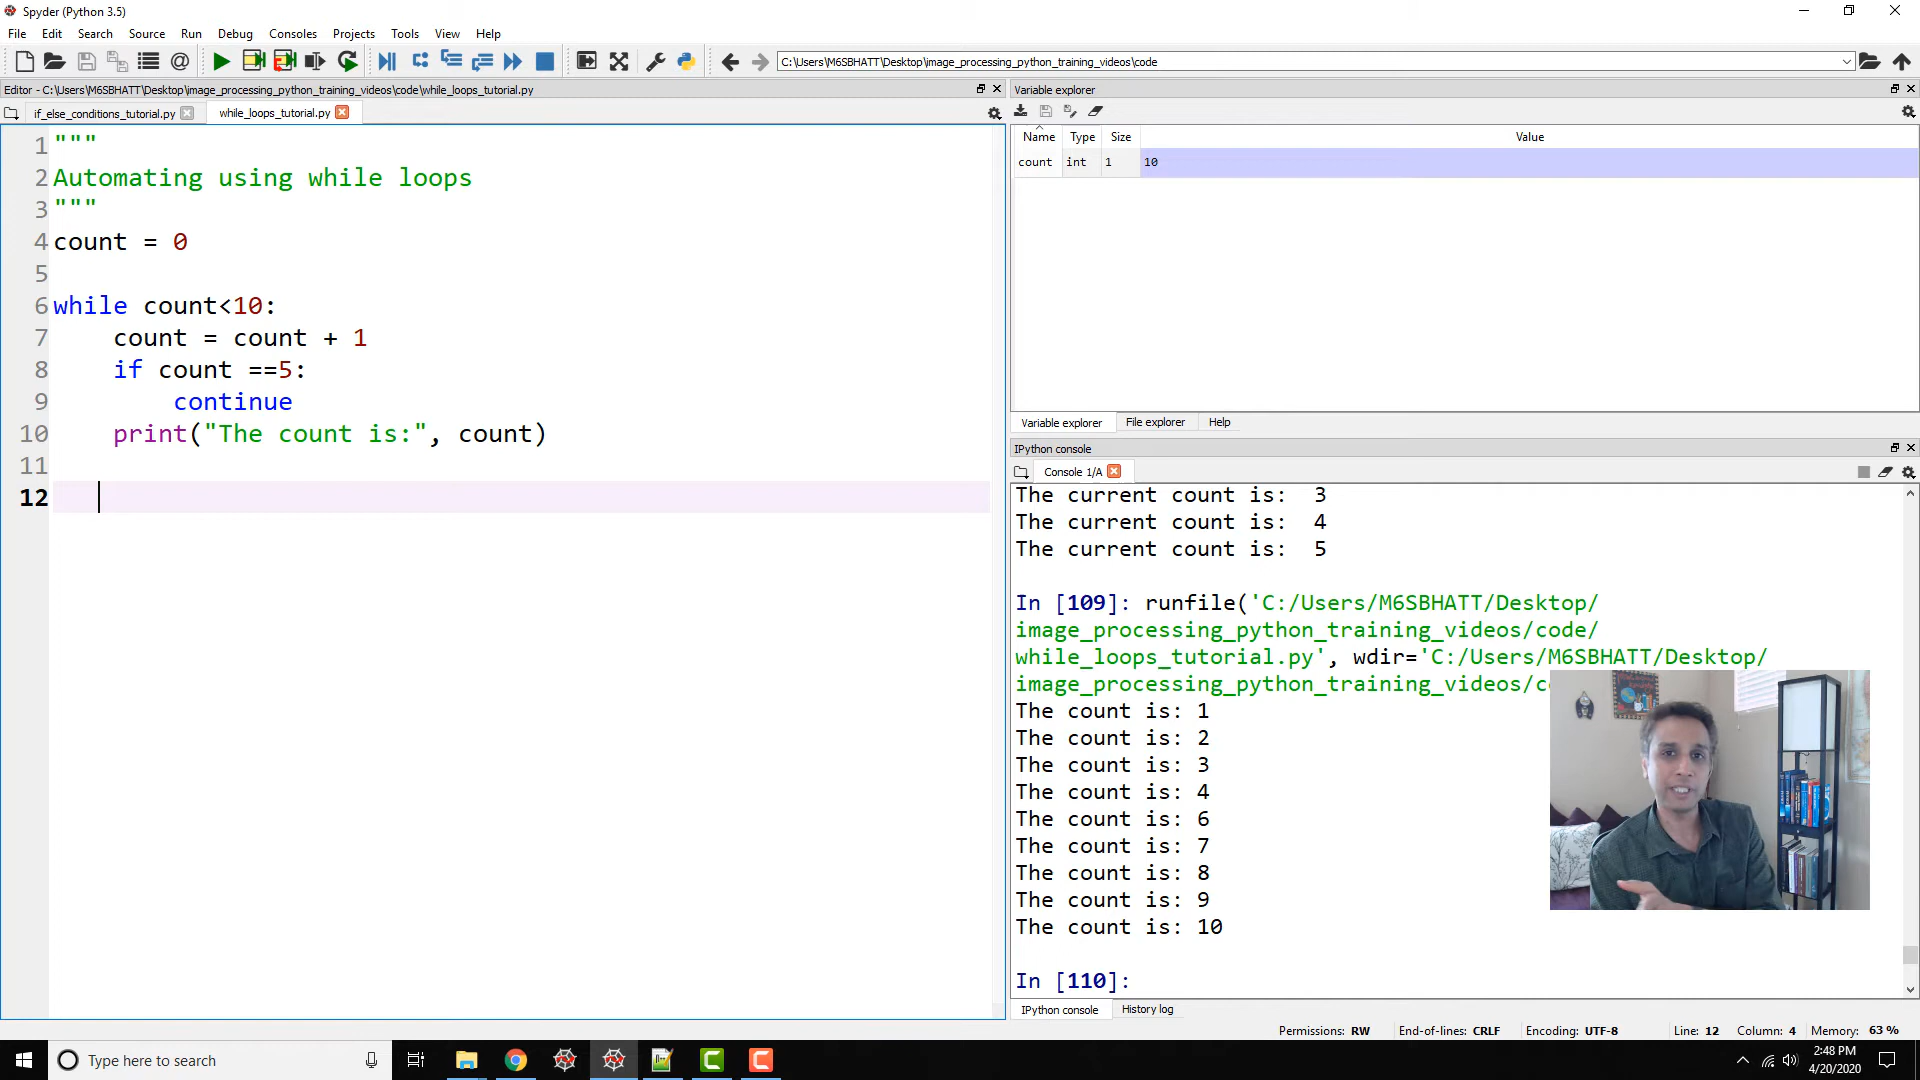 Spyder (Python 3.5)
File Edit Search Source Run Debug Consoles Projects Tools View Help
C:\Users\M6SBHATT\Desktop\image_processing_python_training_videos\code
Editor - C:\Users\M6SBHATT\Desktop\image_processing_python_training_videos\code\while_loops_tutorial.py
if_else_conditions_tutorial.py while_loops_tutorial.py
1 """
2 Automating using while loops
3 """
4 count = 0
5
6 while count<10:
7 count = count + 1
8 if count ==5:
9 continue
10 print("The count is:", count)
11
12
Variable explorer
Name Type Size Value
count int 1 10
Variable explorer File explorer Help
IPython console
Console 1/A
The current count is: 3
The current count is: 4
The current count is: 5
In [109]: runfile('C:/Users/M6SBHATT/Desktop/
image_processing_python_training_videos/code/
while_loops_tutorial.py', wdir='C:/Users/M6SBHATT/Desktop/
image_processing_python_training_videos/c
The count is: 1
The count is: 2
The count is: 3
The count is: 4
The count is: 6
The count is: 7
The count is: 8
The count is: 9
The count is: 10
In [110]:
IPython console History log
Permissions: RW End-of-lines: CRLF Encoding: UTF-8 Line: 12 Column: 4 Memory: 63 %
Type here to search
2:48 PM
4/20/2020